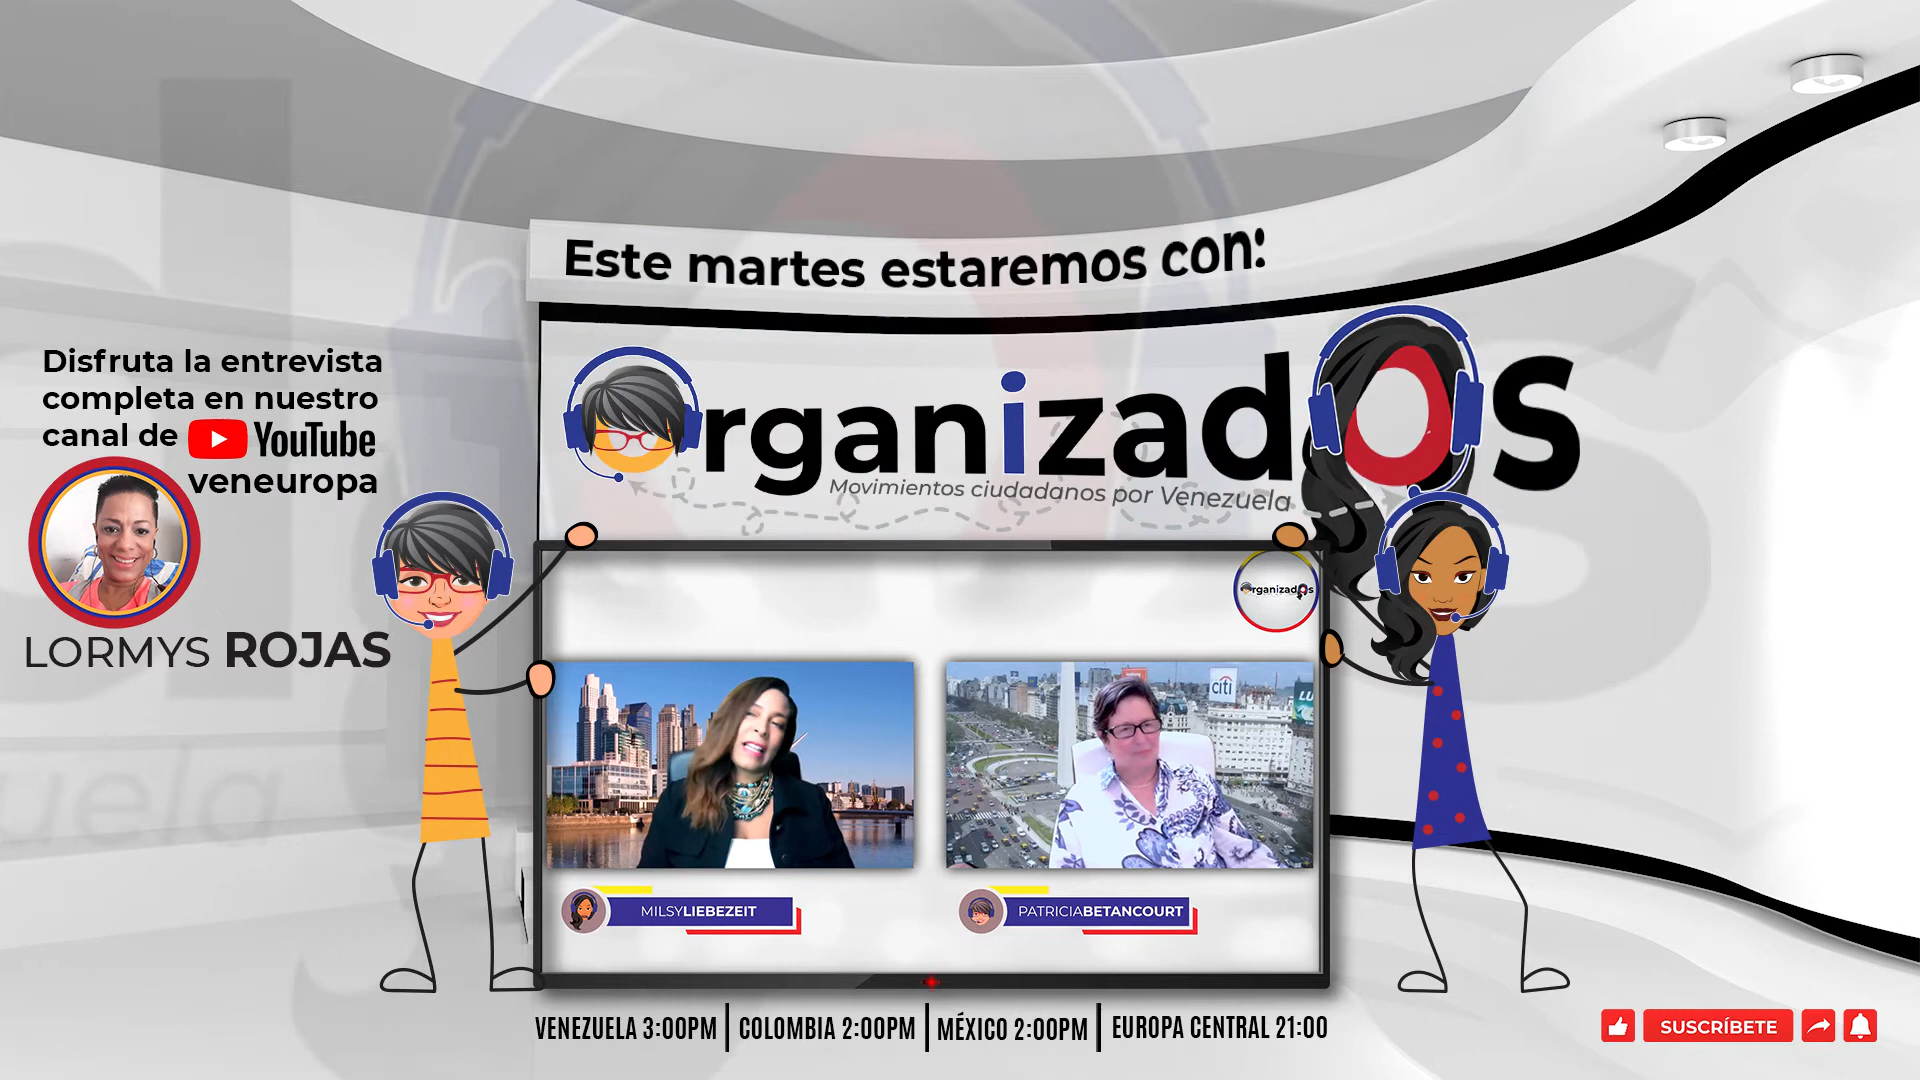 Este martes estaremos con:
Disfruta la entrevista
completa en nuestro
canal de YouTube
veneuropa
LORMYS ROJAS
OrganizadOs
Movimientos ciudadanos por Venezuela
OrganizadOs
citi
MILSYLIEBEZEIT
PATRICIABETANCOURT
VENEZUELA 3:00PM | COLOMBIA 2:00PM | MÉXICO 2:00PM | EUROPA CENTRAL 21:00
SUSCRÍBETE